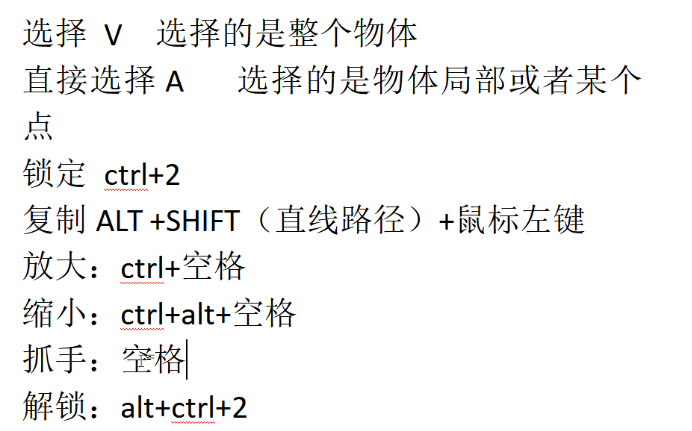 选择 V 选择的是整个物体
直接选择 A 选择的是物体局部或者某个
点
锁定 ctrl+2
复制 ALT +SHIFT（直线路径）+鼠标左键
放大：ctrl+空格
缩小：ctrl+alt+空格
抓手：空格
解锁：alt+ctrl+2